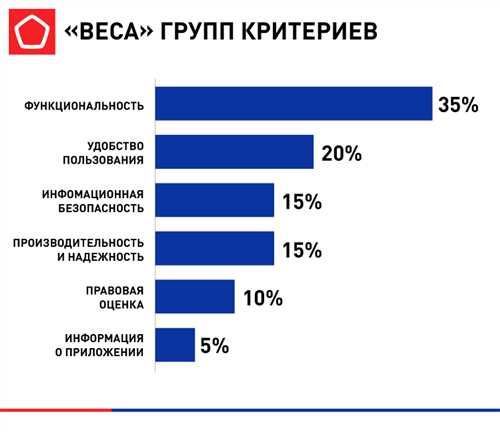 «ВЕСА» ГРУПП КРИТЕРИЕВ
ФУНКЦИОНАЛЬНОСТЬ
35%
УДОБСТВО
ПОЛЬЗОВАНИЯ
20%
ИНФОМАЦИОННАЯ
БЕЗОПАСНОСТЬ
15%
ПРОИЗВОДИТЕЛЬНОСТЬ
И НАДЕЖНОСТЬ
15%
ПРАВОВАЯ
ОЦЕНКА
10%
ИНФОРМАЦИЯ
О ПРИЛОЖЕНИИ
5%